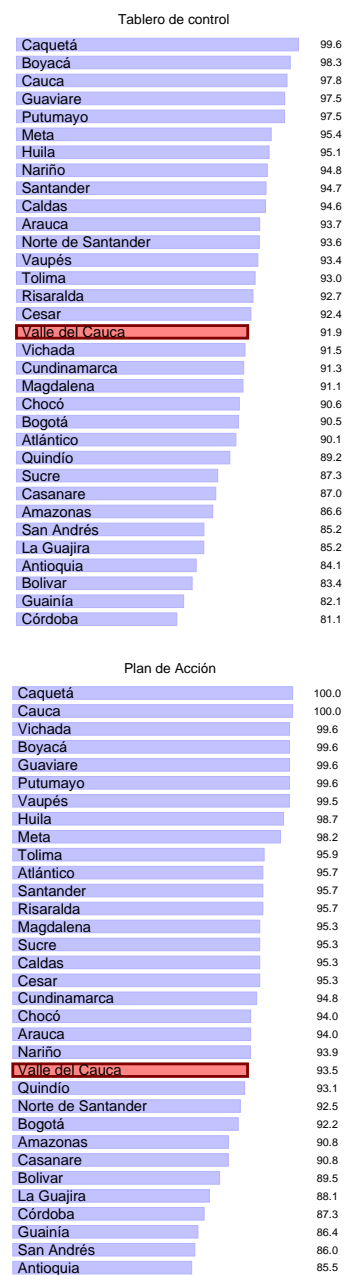 Tablero de control
Caquetá 99.6
Boyacá 98.3
Cauca 97.8
Guaviare 97.5
Putumayo 97.5
Meta 95.4
Huila 95.1
Nariño 94.8
Santander 94.7
Caldas 94.6
Arauca 93.7
Norte de Santander 93.6
Vaupés 93.4
Tolima 93.0
Risaralda 92.7
Cesar 92.4
Valle del Cauca 91.9
Vichada 91.5
Cundinamarca 91.3
Magdalena 91.1
Chocó 90.6
Bogotá 90.5
Atlántico 90.1
Quindío 89.2
Sucre 87.3
Casanare 87.0
Amazonas 86.6
San Andrés 85.2
La Guajira 85.2
Antioquia 84.1
Bolivar 83.4
Guainía 82.1
Córdoba 81.1
Plan de Acción
Caquetá 100.0
Cauca 100.0
Vichada 99.6
Boyacá 99.6
Guaviare 99.6
Putumayo 99.6
Vaupés 99.5
Huila 98.7
Meta 98.2
Tolima 95.9
Atlántico 95.7
Santander 95.7
Risaralda 95.7
Magdalena 95.3
Sucre 95.3
Caldas 95.3
Cesar 95.3
Cundinamarca 94.8
Chocó 94.0
Arauca 94.0
Nariño 93.9
Valle del Cauca 93.5
Quindío 93.1
Norte de Santander 92.5
Bogotá 92.2
Amazonas 90.8
Casanare 90.8
Bolivar 89.5
La Guajira 88.1
Córdoba 87.3
Guainía 86.4
San Andrés 86.0
Antioquia 85.5